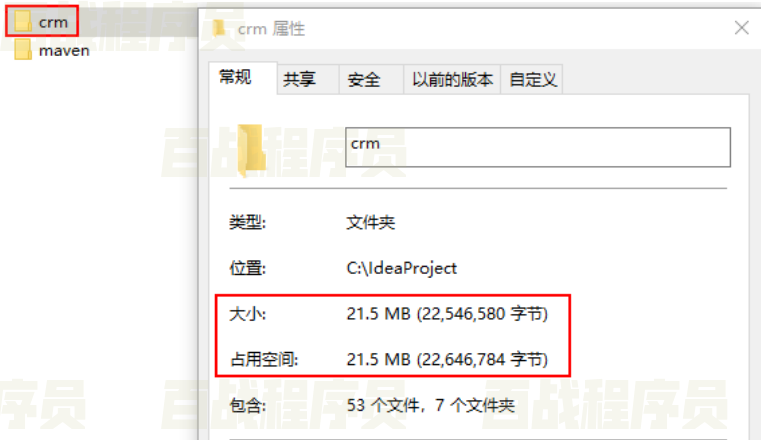 crm
maven
crm 属性
常规 共享 安全 以前的版本 自定义
crm
类型: 文件夹
位置: C:\IdeaProject
大小: 21.5 MB (22,546,580 字节)
占用空间: 21.5 MB (22,646,784 字节)
包含: 53 个文件，7 个文件夹
百战程序员
百战程序员
序员 百战程序员 百战程序员